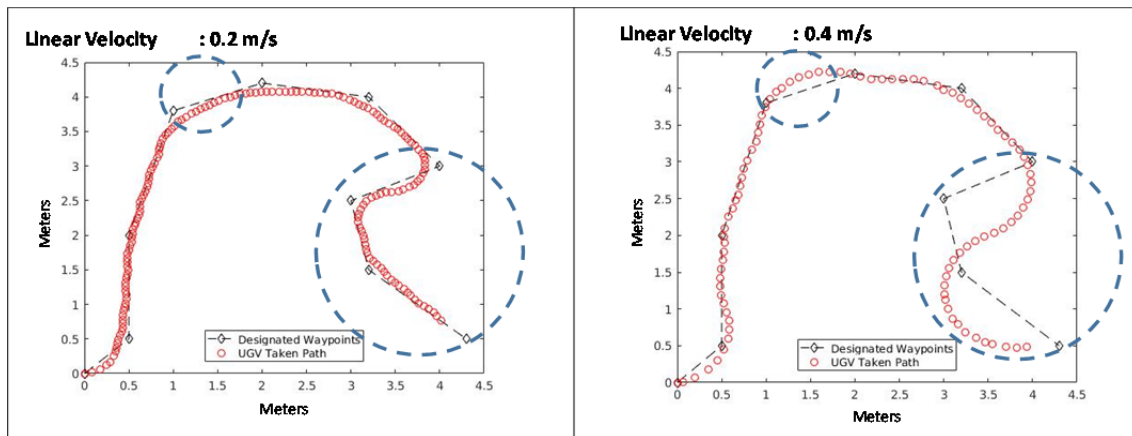 Linear Velocity : 0.2 m/s
4.5
4
3.5
3
2.5
2
1.5
1
0.5
0
Meters
Designated Waypoints
UGV Taken Path
0 0.5 1 1.5 2 2.5 3 3.5 4 4.5
Meters
Linear Velocity : 0.4 m/s
4.5
4
3.5
3
2.5
2
1.5
1
0.5
0
Meters
Designated Waypoints
UGV Taken Path
0 0.5 1 1.5 2 2.5 3 3.5 4 4.5
Meters